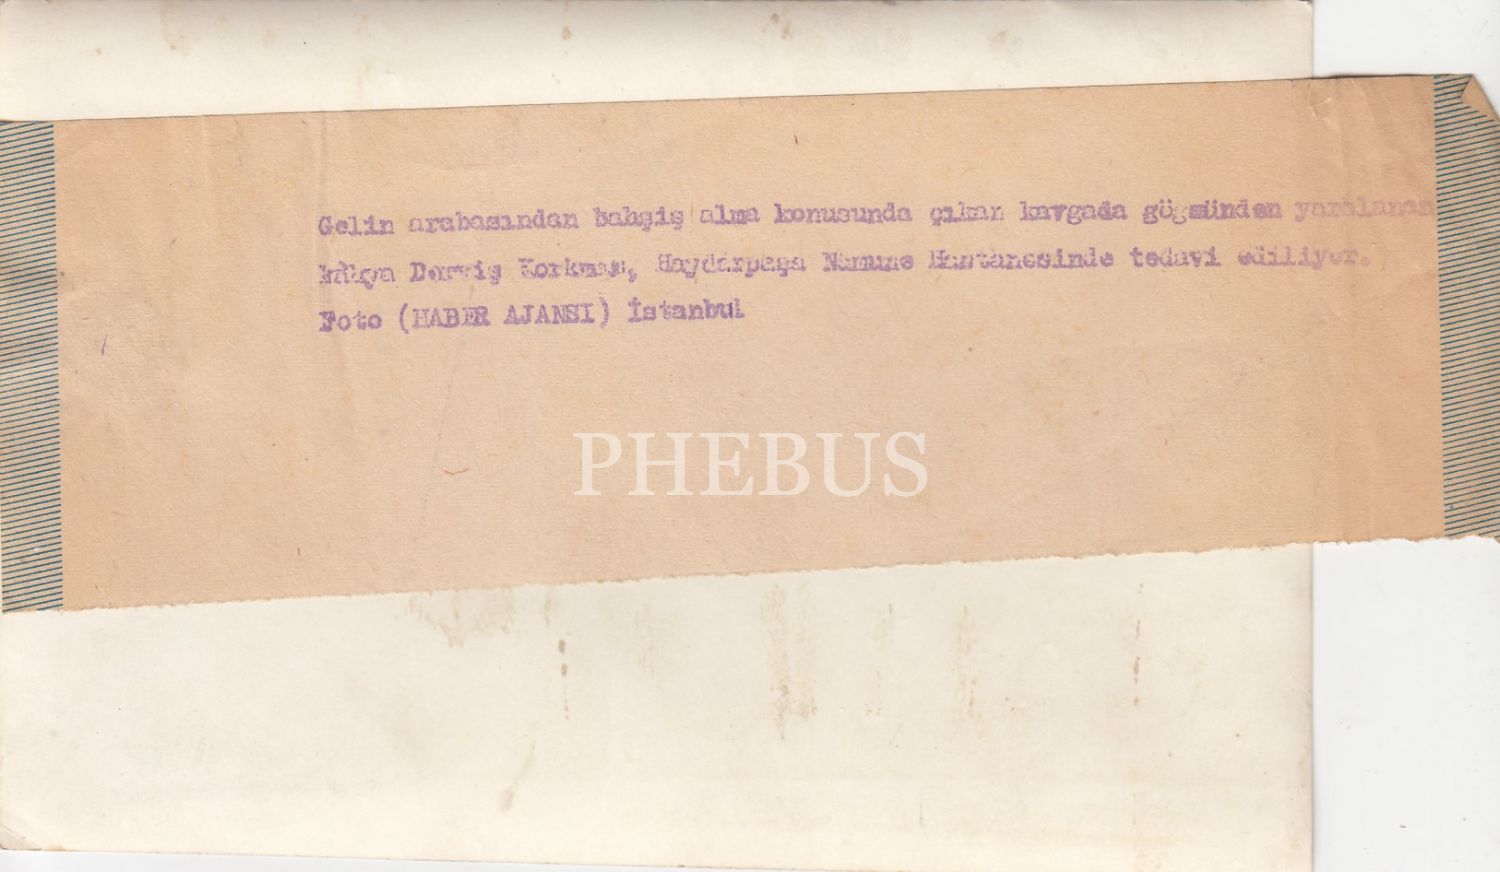 Gelin arabasından bahşiş alma konusunda çıkan kavgada göğsünden yaralanan
kâhya Derviş Korkmaz, Haydarpaşa Numune Hastanesinde tedavi ediliyor.
Foto (HABER AJANSI) İstanbul
PHEBUS